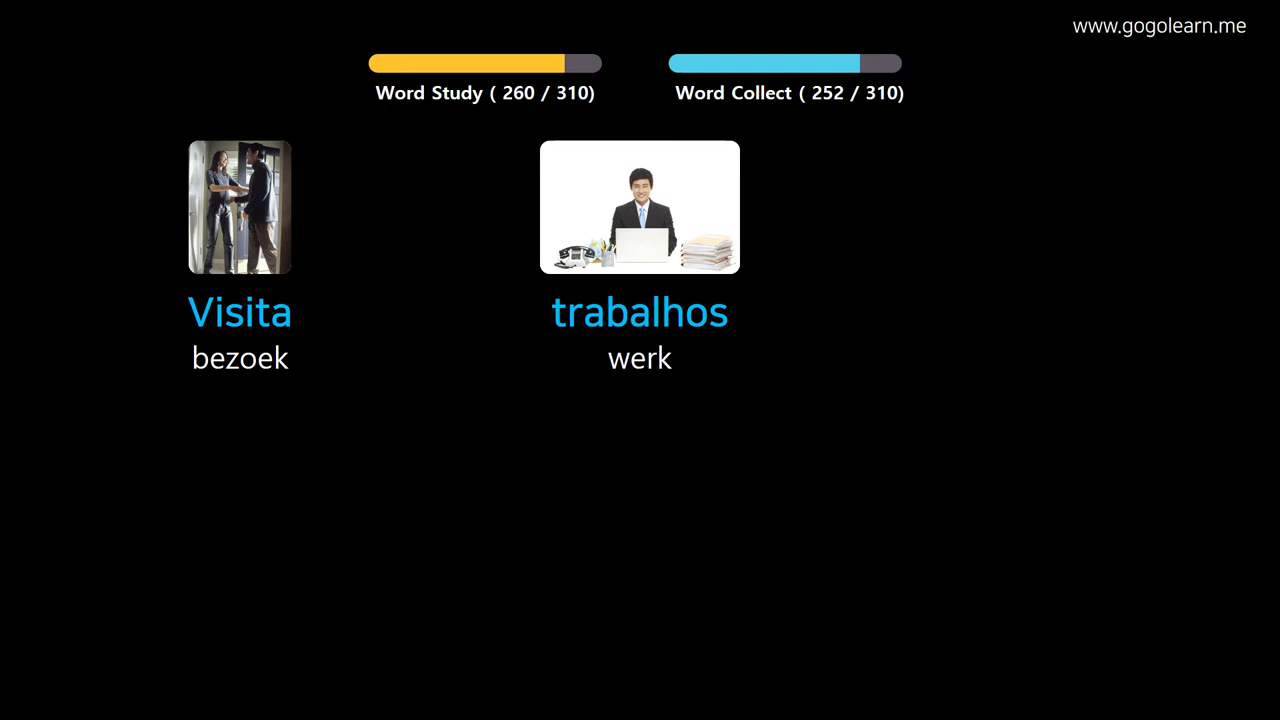 www.gogolearn.me
Word Study ( 260 / 310)
Word Collect ( 252 / 310)
Visita
bezoek
trabalhos
werk